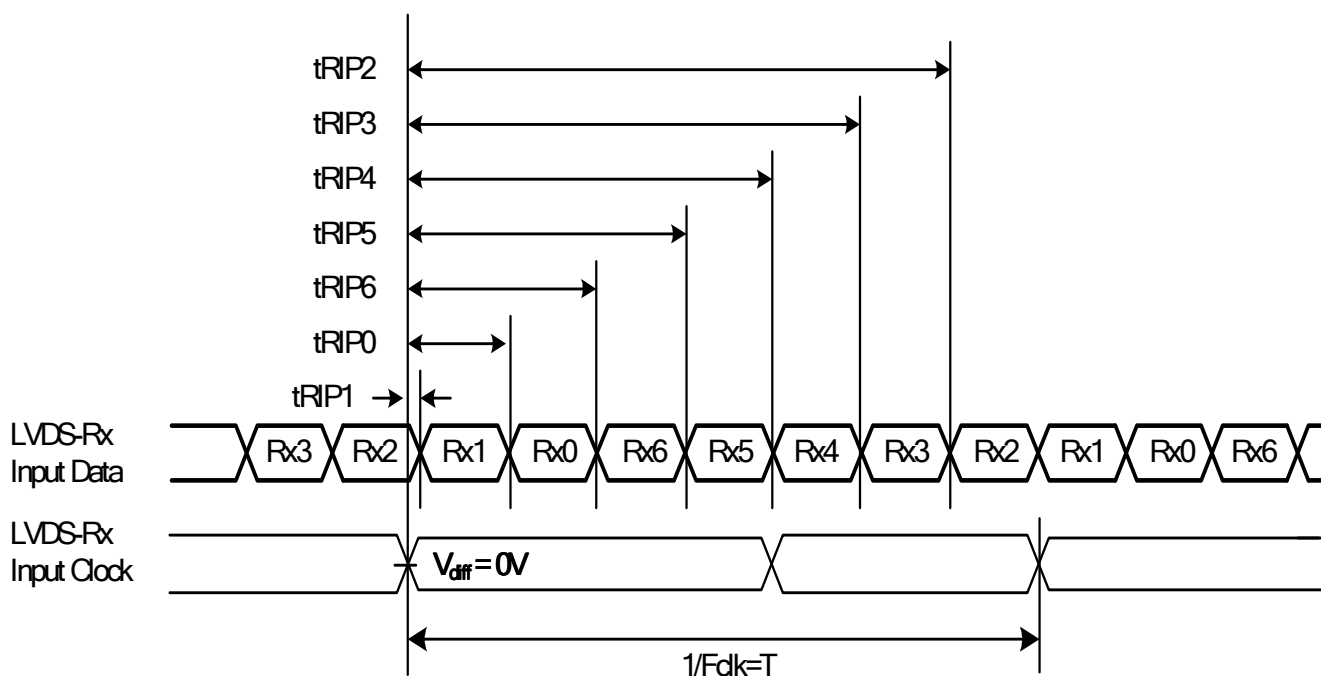 tRIP2
tRIP3
tRIP4
tRIP5
tRIP6
tRIP0
tRIP1
LVDS-Rx
Input Data
Rx3 Rx2 Rx1 Rx0 Rx6 Rx5 Rx4 Rx3 Rx2 Rx1 Rx0 Rx6
LVDS-Rx
Input Clock
Vdiff = 0V
1/Fclk=T